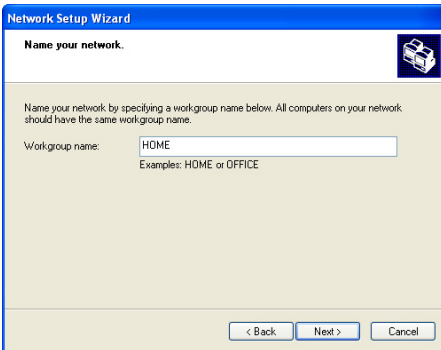 Network Setup Wizard
Name your network.
Name your network by specifying a workgroup name below. All computers on your network
should have the same workgroup name.
Workgroup name: HOME
Examples: HOME or OFFICE
< Back Next > Cancel